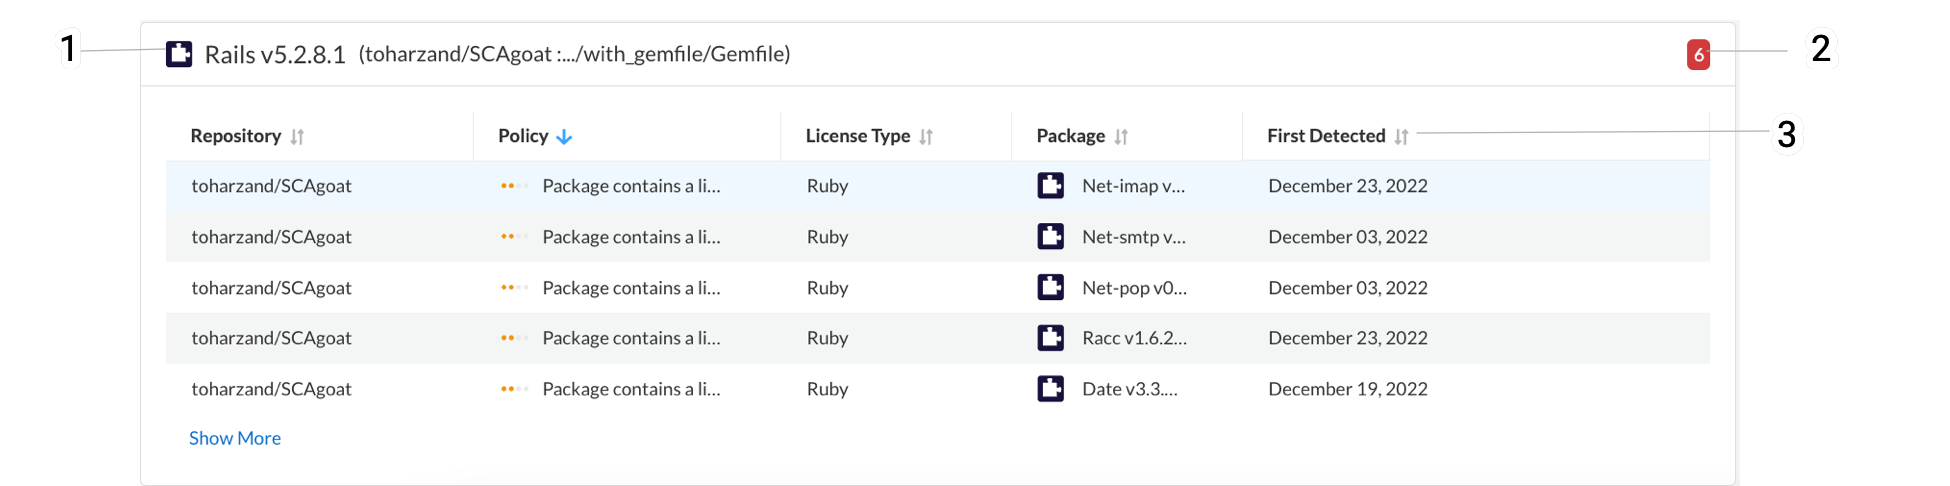 1 Rails v5.2.8.1 (toharzand/SCAgoat :.../with_gemfile/Gemfile) 6 2
Repository Policy License Type Package First Detected 3
toharzand/SCAgoat Package contains a li... Ruby Net-imap v... December 23, 2022
toharzand/SCAgoat Package contains a li... Ruby Net-smtp v... December 03, 2022
toharzand/SCAgoat Package contains a li... Ruby Net-pop v0... December 03, 2022
toharzand/SCAgoat Package contains a li... Ruby Racc v1.6.2... December 23, 2022
toharzand/SCAgoat Package contains a li... Ruby Date v3.3.... December 19, 2022
Show More